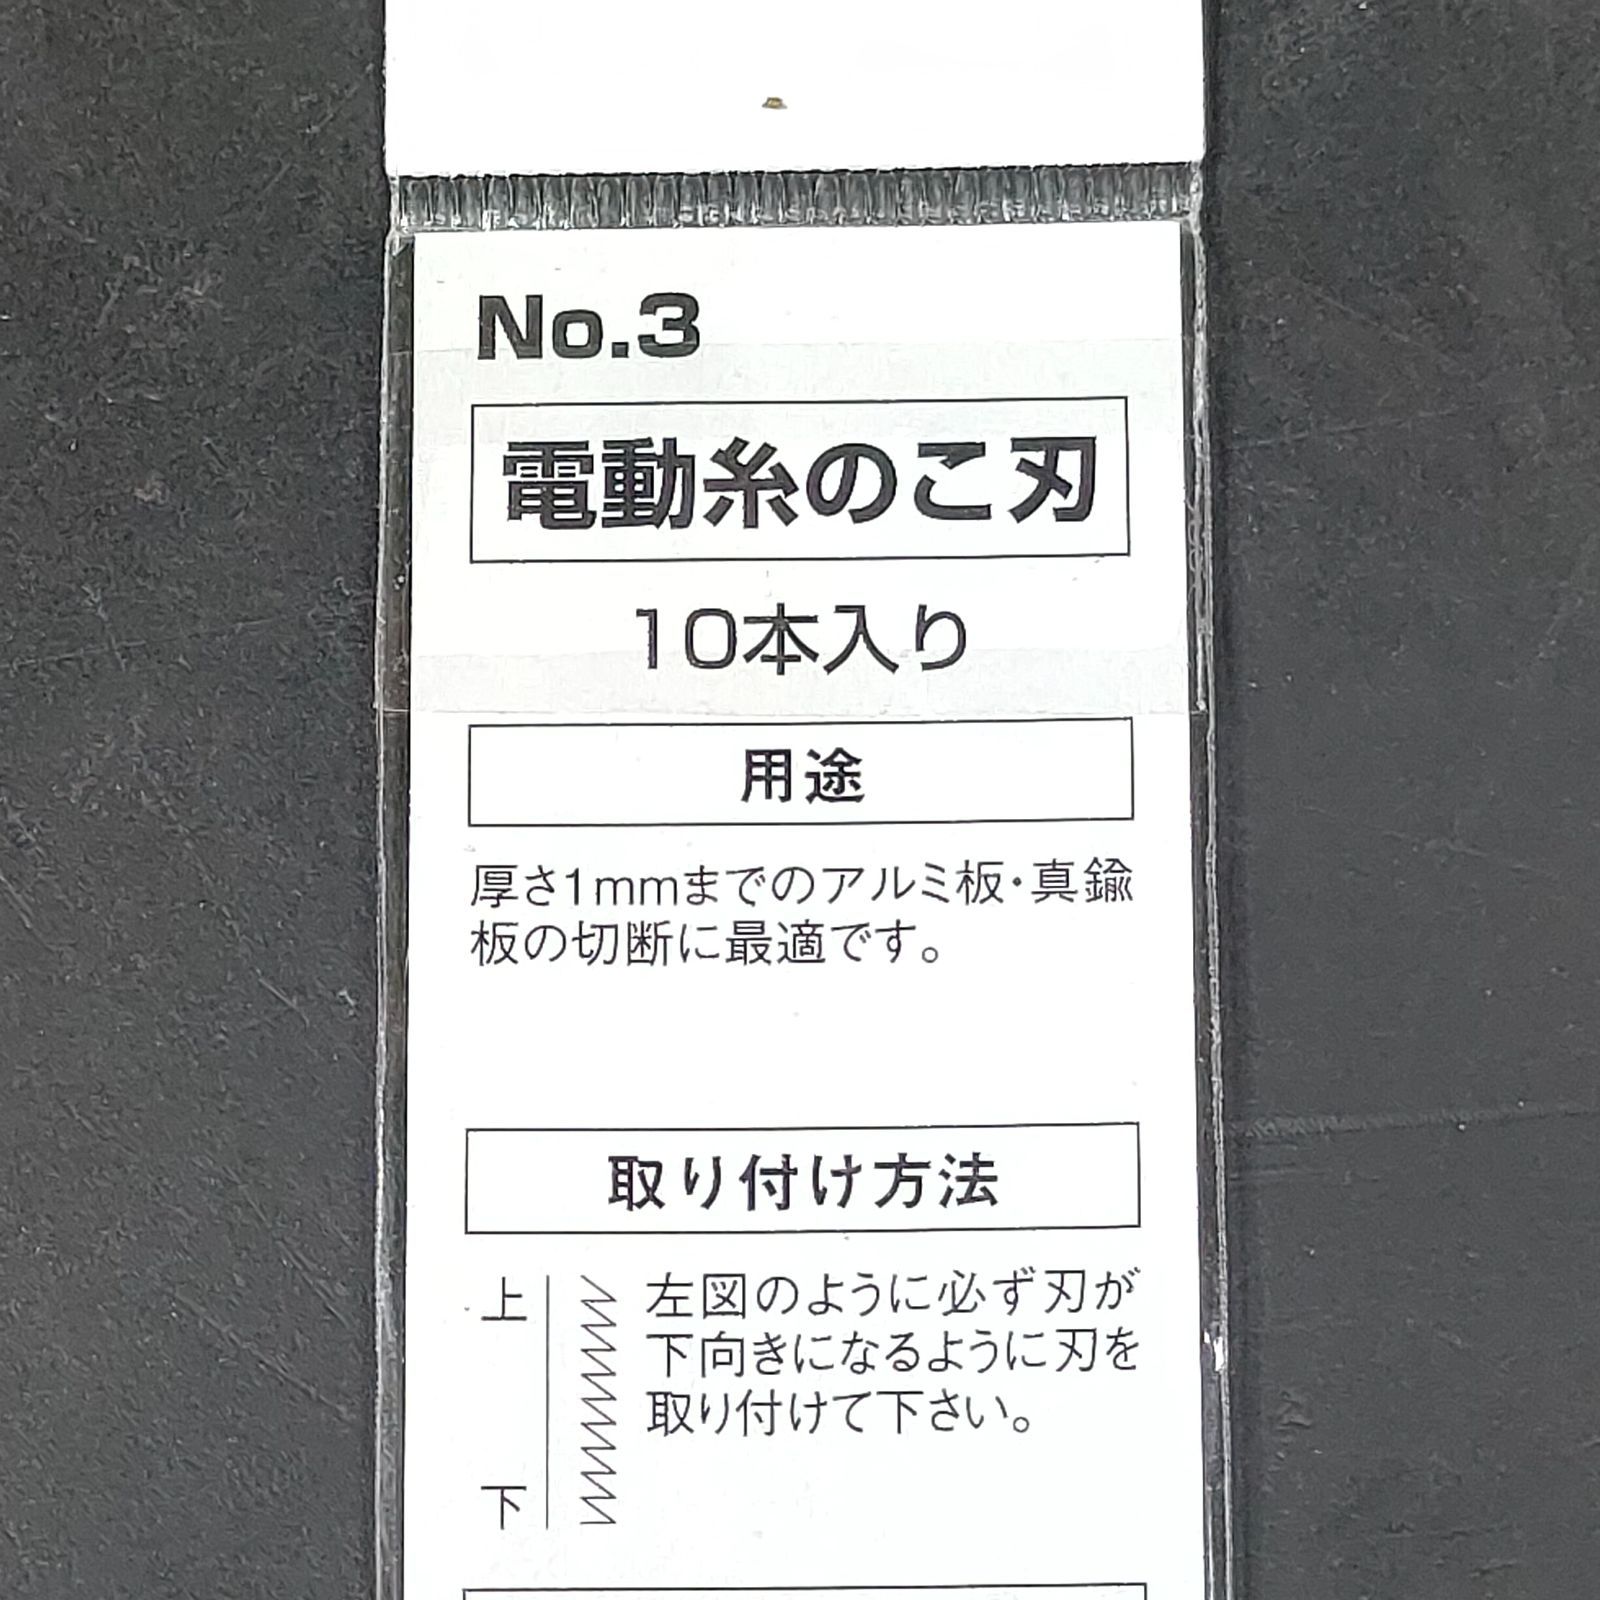 No.3
電動糸のこ刃
10本入り
用途
厚さ1mmまでのアルミ板・真鍮
板の切断に最適です。
取り付け方法
上
左図のように必ず刃が
下向きになるように刃を
取り付けて下さい。
下